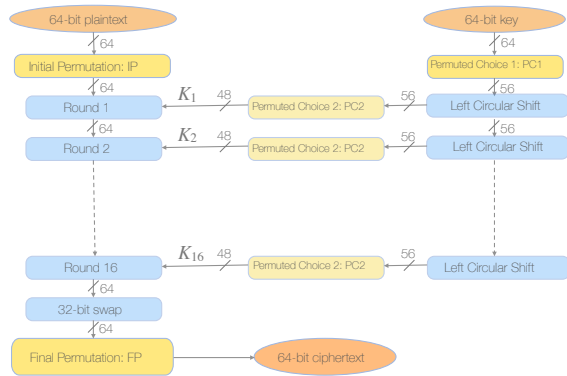 64-bit plaintext
64-bit key
64
64
Initial Permutation: IP
Permuted Choice 1: PC1
64
56
Round 1
K1
48
Permuted Choice 2: PC2
56
Left Circular Shift
64
56
Round 2
K2
48
Permuted Choice 2: PC2
56
Left Circular Shift
Round 16
K16
48
Permuted Choice 2: PC2
56
Left Circular Shift
64
32-bit swap
64
Final Permutation: FP
64-bit ciphertext